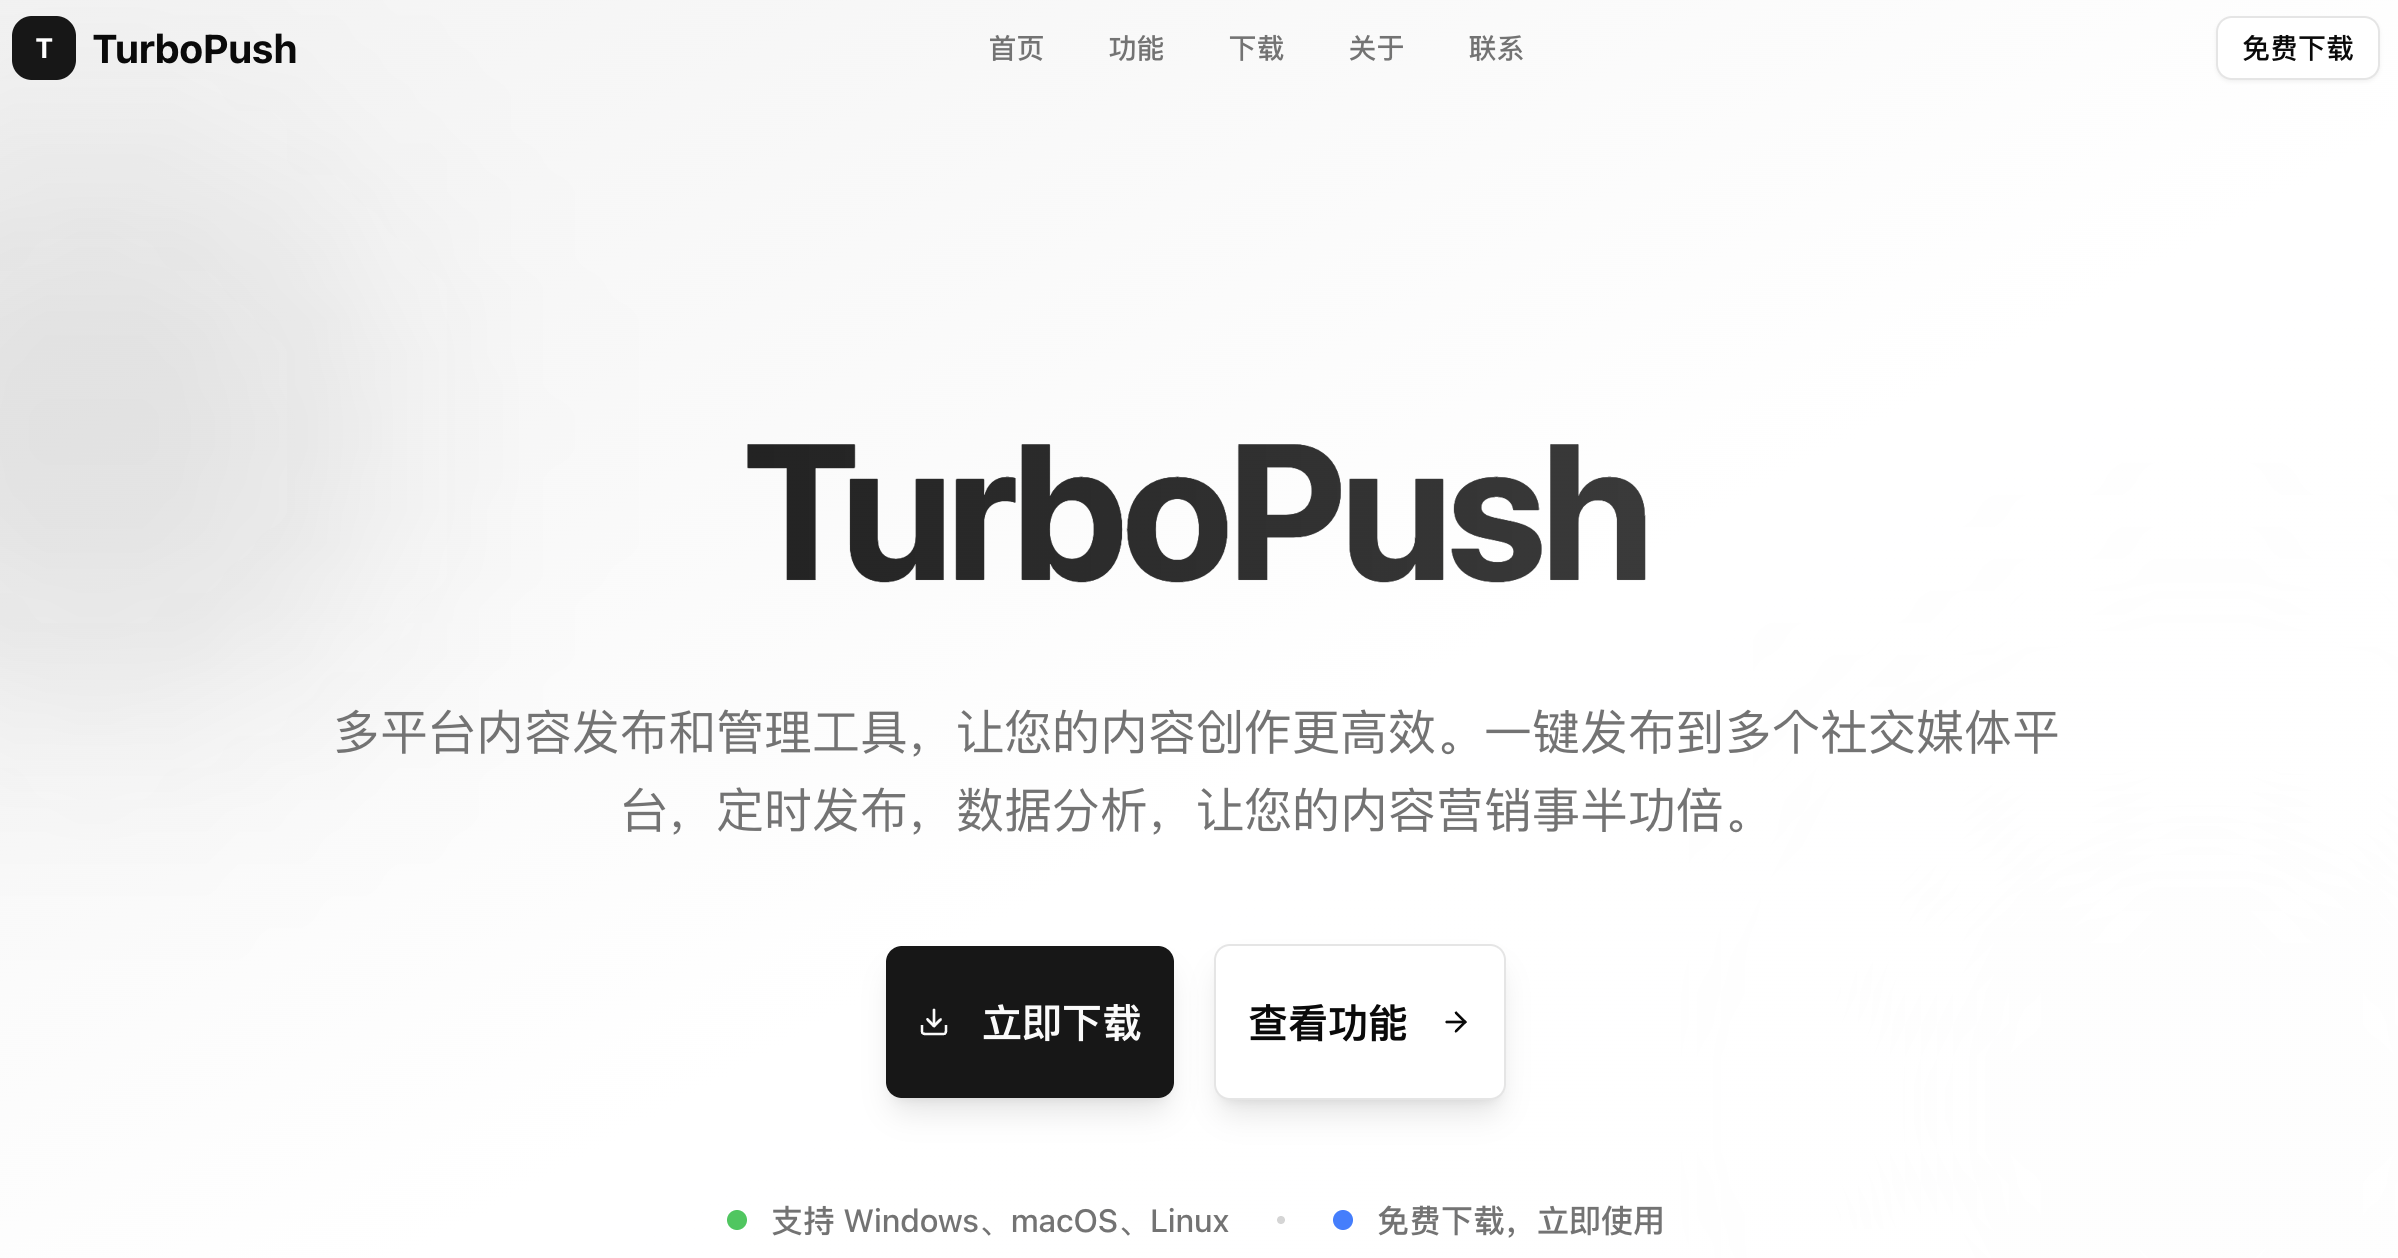 T TurboPush 首页 功能 下载 关于 联系 免费下载
TurboPush
多平台内容发布和管理工具，让您的内容创作更高效。一键发布到多个社交媒体平
台，定时发布，数据分析，让您的内容营销事半功倍。
立即下载 查看功能 →
支持 Windows、macOS、Linux • 免费下载，立即使用